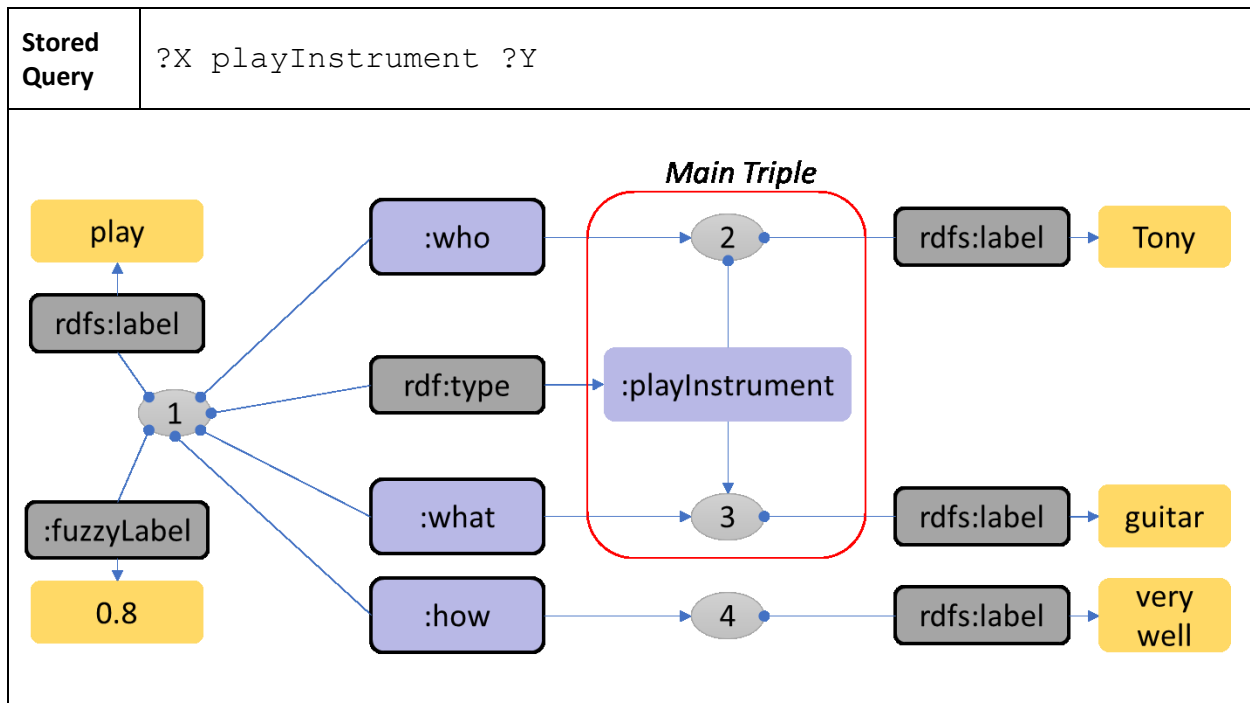 Stored
Query
?X playInstrument ?Y
Main Triple
play
:who
2
rdfs:label
Tony
rdfs:label
1
rdf:type
:playInstrument
:fuzzyLabel
:what
3
rdfs:label
guitar
0.8
:how
4
rdfs:label
very
well